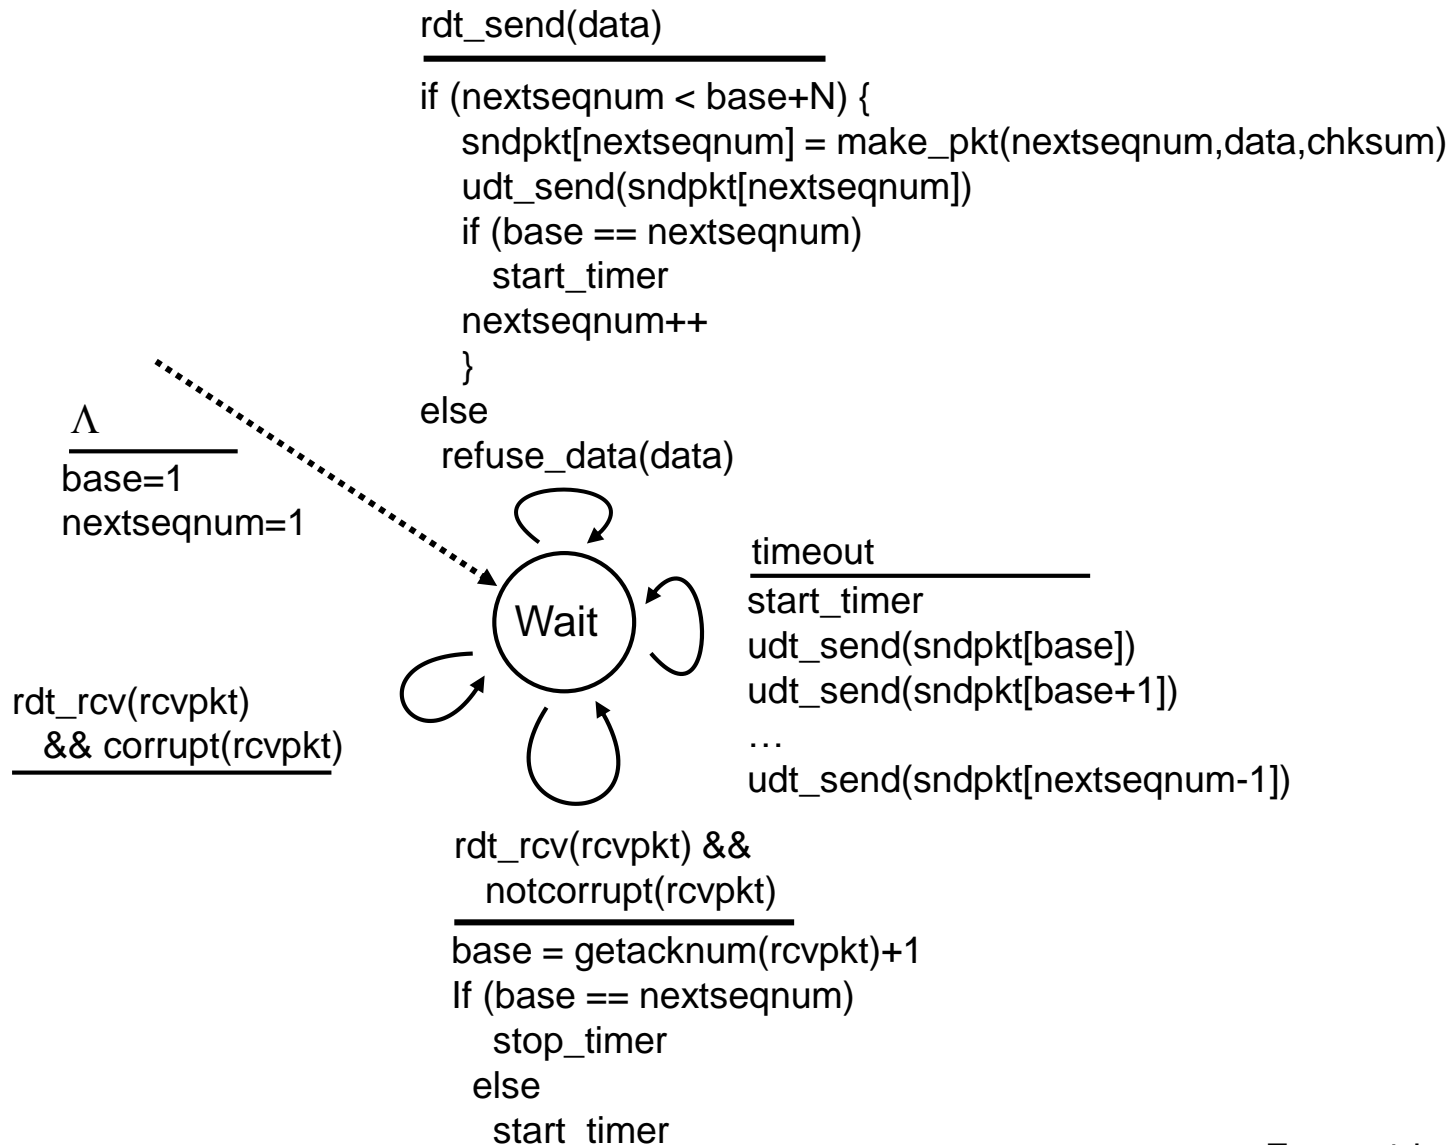 rdt_send(data)
if (nextseqnum < base+N) {
sndpkt[nextseqnum] = make_pkt(nextseqnum,data,chksum)
udt_send(sndpkt[nextseqnum])
if (base == nextseqnum)
start_timer
nextseqnum++
}
else
refuse_data(data)
Λ
base=1
nextseqnum=1
Wait
timeout
start_timer
udt_send(sndpkt[base])
udt_send(sndpkt[base+1])
…
udt_send(sndpkt[nextseqnum-1])
rdt_rcv(rcvpkt)
&& corrupt(rcvpkt)
rdt_rcv(rcvpkt) &&
notcorrupt(rcvpkt)
base = getacknum(rcvpkt)+1
If (base == nextseqnum)
stop_timer
else
start_timer